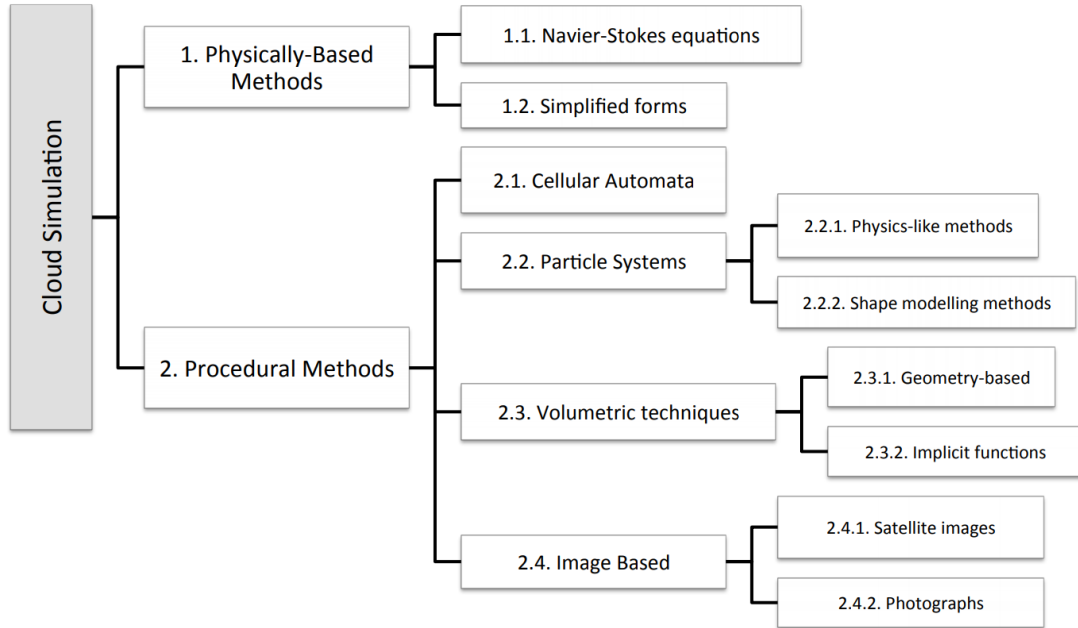 Cloud Simulation
1. Physically-Based
Methods
1.1. Navier-Stokes equations
1.2. Simplified forms
2. Procedural Methods
2.1. Cellular Automata
2.2. Particle Systems
2.2.1. Physics-like methods
2.2.2. Shape modelling methods
2.3. Volumetric techniques
2.3.1. Geometry-based
2.3.2. Implicit functions
2.4. Image Based
2.4.1. Satellite images
2.4.2. Photographs